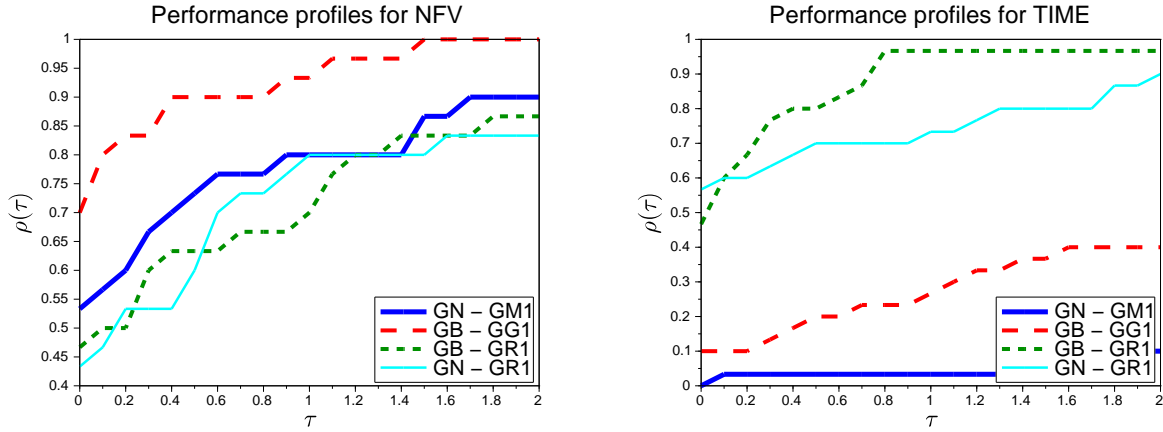 Performance profiles for NFV
1
0.95
0.9
0.85
0.8
0.75
0.7
0.65
0.6
0.55
0.5
0.45
0.4
ρ(τ)
0 0.2 0.4 0.6 0.8 1 1.2 1.4 1.6 1.8 2
τ
GN – GM1
GB – GG1
GB – GR1
GN – GR1
Performance profiles for TIME
1
0.9
0.8
0.7
0.6
0.5
0.4
0.3
0.2
0.1
0
ρ(τ)
0 0.2 0.4 0.6 0.8 1 1.2 1.4 1.6 1.8 2
τ
GN – GM1
GB – GG1
GB – GR1
GN – GR1